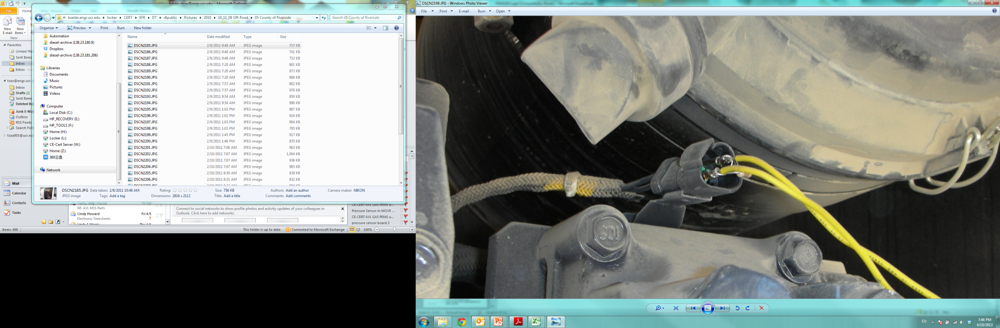 DSCN2198.JPG - Windows Photo Viewer
File Print E-mail Burn Open
File Home
New E-mail New Items
New
Favorites
Sent Items
Inbox
Inbox
tcao@engr.ucr.
Inbox
Drafts [2]
Sent Items
Deleted Ite
Junk E-Ma
Outbox
RSS Feeds
Search Fol
tcao005@ucr.ed
Mail
Calendar
Contacts
Tasks
« toaster.engr.ucr.edu locker CERT EFR DT dtpublic Pictures 2010 10_11_08 Off-Road 05 County of Riverside
Search 05 County of Riverside
Organize Preview Print Burn New folder
Automation
diesel-archive (138.23.180.9)
Dropbox
diesel-archive (138.23.181.206)
Libraries
Documents
Music
Pictures
Videos
Computer
Local Disk (C:)
HP_RECOVERY (E:)
HP_TOOLS (F:)
Home (H:)
Locker (L:)
CE-Cert Server (W:)
Home (Z:)
360云盘
Network
Name Date modified Type Size
DSCN2185.JPG 2/8/2011 9:48 AM JPEG image 757 KB
DSCN2186.JPG 2/8/2011 9:48 AM JPEG image 741 KB
DSCN2187.JPG 2/8/2011 9:48 AM JPEG image 752 KB
DSCN2188.JPG 2/9/2011 7:20 AM JPEG image 861 KB
DSCN2189.JPG 2/9/2011 7:20 AM JPEG image 873 KB
DSCN2190.JPG 2/9/2011 7:20 AM JPEG image 966 KB
DSCN2191.JPG 2/9/2011 7:57 AM JPEG image 882 KB
DSCN2192.JPG 2/9/2011 7:57 AM JPEG image 976 KB
DSCN2193.JPG 2/9/2011 9:54 AM JPEG image 850 KB
DSCN2194.JPG 2/9/2011 9:54 AM JPEG image 996 KB
DSCN2195.JPG 2/9/2011 1:02 PM JPEG image 887 KB
DSCN2196.JPG 2/9/2011 1:02 PM JPEG image 816 KB
DSCN2197.JPG 2/9/2011 1:03 PM JPEG image 904 KB
DSCN2198.JPG 2/9/2011 1:03 PM JPEG image 785 KB
DSCN2199.JPG 2/9/2011 1:45 PM JPEG image 917 KB
DSCN2200.JPG 2/9/2011 1:46 PM JPEG image 835 KB
DSCN2201.JPG 2/10/2011 7:06 AM JPEG image 963 KB
DSCN2202.JPG 2/10/2011 7:07 AM JPEG image 1,004 KB
DSCN2203.JPG 2/10/2011 7:07 AM JPEG image 936 KB
DSCN2204.JPG 2/10/2011 7:07 AM JPEG image 985 KB
DSCN2205.JPG 2/10/2011 8:30 AM JPEG image 839 KB
DSCN2206.JPG 2/10/2011 8:31 AM JPEG image 832 KB
DSCN2185.JPG Date taken: 2/8/2011 10:48 AM Rating: Size: 756 KB Authors: Add an author Camera maker: NIKON
JPEG image Tags: Add a tag Dimensions: 2816 x 2112 Title: Add a title Comments: Add comments
RE: AVL MSS Parts
Cindy Howard Fri 4/5
Electronic Timesheets
Connect to social networks to show profile photos and activity updates of your colleagues in
Outlook. Click here to add networks.
CE-CERT AVL GAS PEMS u...
Pressure Sensor in MOVE ...
CE-CERT AVL GAS PEMS u...
pressure sensor board 2
Items: 498 This folder is up to date. Connected to Microsoft Exchange 100%
EN
7:46 PM
4/10/2013